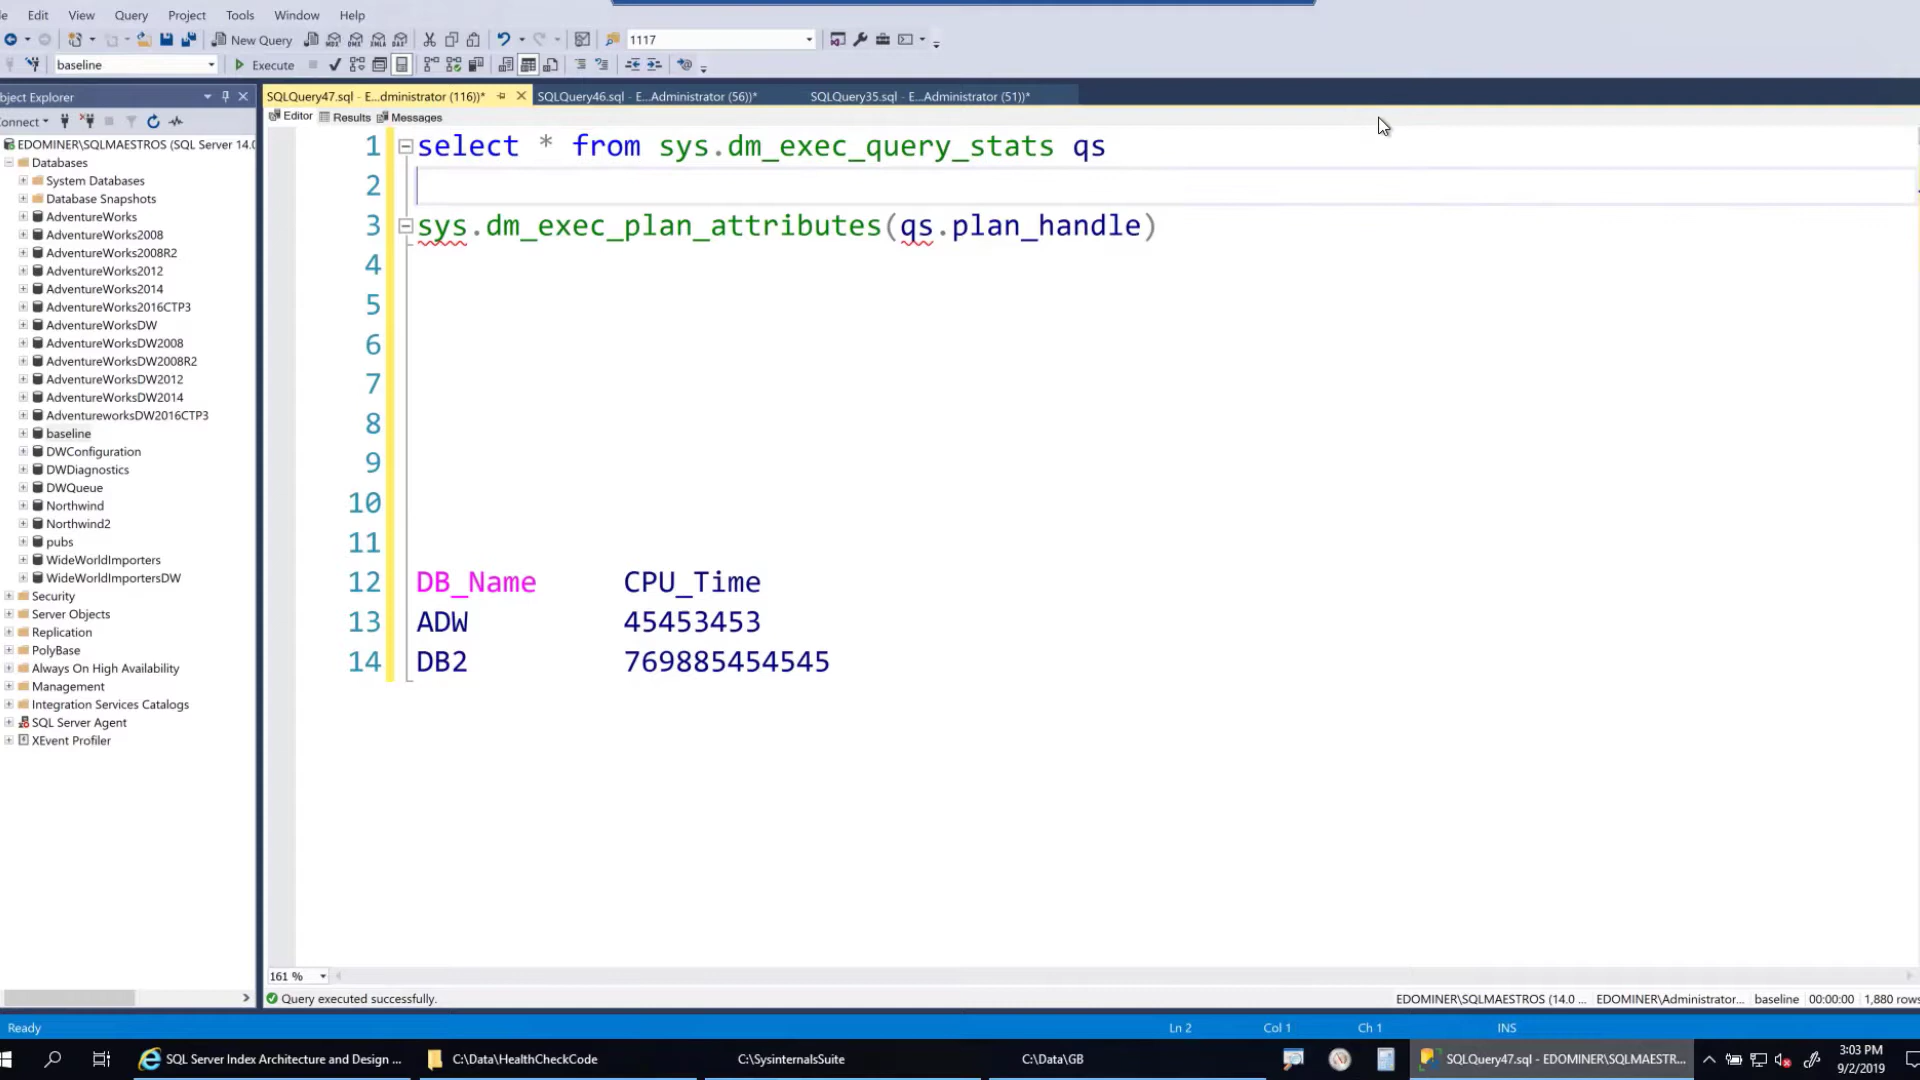 le Edit View Query Project Tools Window Help
New Query 1117
baseline Execute
bject Explorer
onnect
EDOMINER\SQLMAESTROS (SQL Server 14.0
Databases
System Databases
Database Snapshots
AdventureWorks
AdventureWorks2008
AdventureWorks2008R2
AdventureWorks2012
AdventureWorks2014
AdventureWorks2016CTP3
AdventureWorksDW
AdventureWorksDW2008
AdventureWorksDW2008R2
AdventureWorksDW2012
AdventureWorksDW2014
AdventureworksDW2016CTP3
baseline
DWConfiguration
DWDiagnostics
DWQueue
Northwind
Northwind2
pubs
WideWorldImporters
WideWorldImportersDW
Security
Server Objects
Replication
PolyBase
Always On High Availability
Management
Integration Services Catalogs
SQL Server Agent
XEvent Profiler
SQLQuery47.sql - E...dministrator (116))* SQLQuery46.sql - E...Administrator (56))* SQLQuery35.sql - E...Administrator (51))*
Editor Results Messages
1 select * from sys.dm_exec_query_stats qs
2
3 sys.dm_exec_plan_attributes(qs.plan_handle)
4
5
6
7
8
9
10
11
12 DB_Name CPU_Time
13 ADW 45453453
14 DB2 769885454545
161 %
Query executed successfully. EDOMINER\SQLMAESTROS (14.0 ... EDOMINER\Administrator... baseline 00:00:00 1,880 rows
Ready Ln 2 Col 1 Ch 1 INS
SQL Server Index Architecture and Design ... C:\Data\HealthCheckCode C:\SysinternalsSuite C:\Data\GB SQLQuery47.sql - EDOMINER\SQLMAESTR... 3:03 PM
9/2/2019